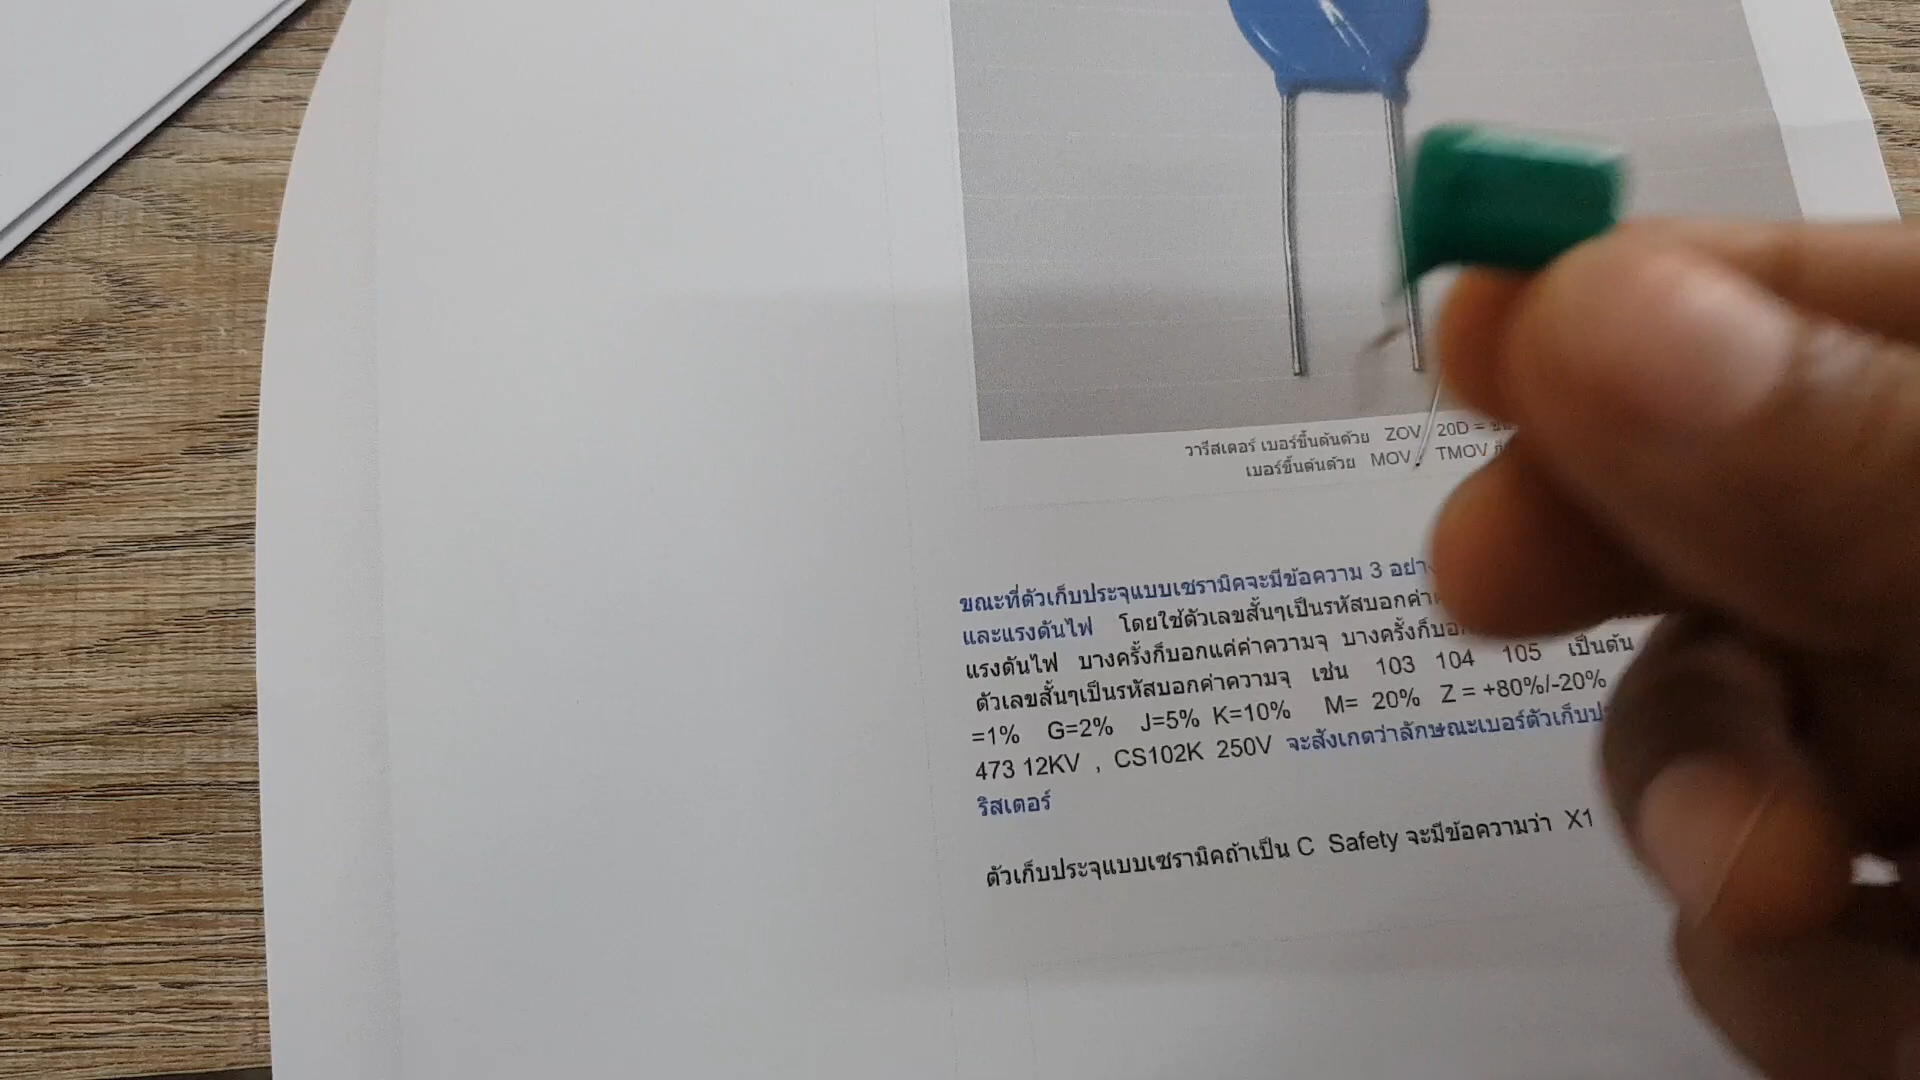 วารีสเตอร์ เบอร์ขึ้นต้นด้วย ZOV 20D =
เบอร์ขึ้นต้นด้วย MOV TMOV
ขณะที่ตัวเก็บประจุแบบเซรามิคจะมีข้อความ 3 อย่าง
และแรงดันไฟ โดยใช้ตัวเลขสั้นๆเป็นรหัสบอกค่า
แรงดันไฟ บางครั้งก็บอกแค่ค่าความจุ บางครั้งก็บอก
ตัวเลขสั้นๆเป็นรหัสบอกค่าความจุ เช่น 103 104 105 เป็นต้น
=1% G=2% J=5% K=10% M= 20% Z = +80%/-20%
473 12KV , CS102K 250V จะสังเกตว่าลักษณะเบอร์ตัวเก็บ
ริสเตอร์
ตัวเก็บประจุแบบเซรามิคถ้าเป็น C Safety จะมีข้อความว่า X1